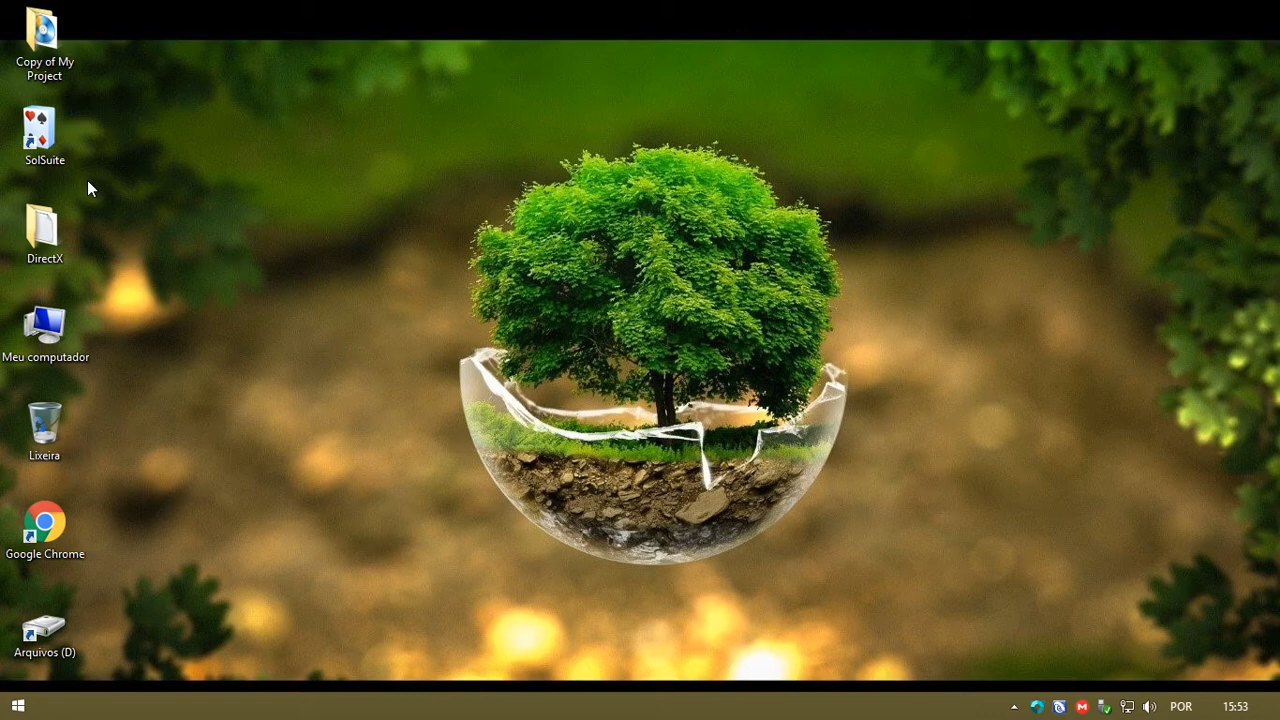 Copy of My
Project
SolSuite
DirectX
Meu computador
Lixeira
Google Chrome
Arquivos (D)
POR
15:53